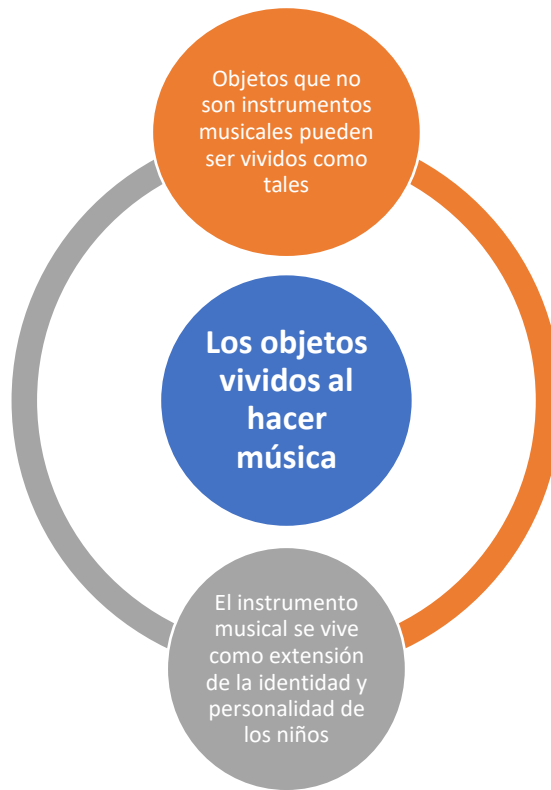 Objetos que no
son instrumentos
musicales pueden
ser vividos como
tales
Los objetos
vividos al
hacer
música
El instrumento
musical se vive
como extensión
de la identidad y
personalidad de
los niños